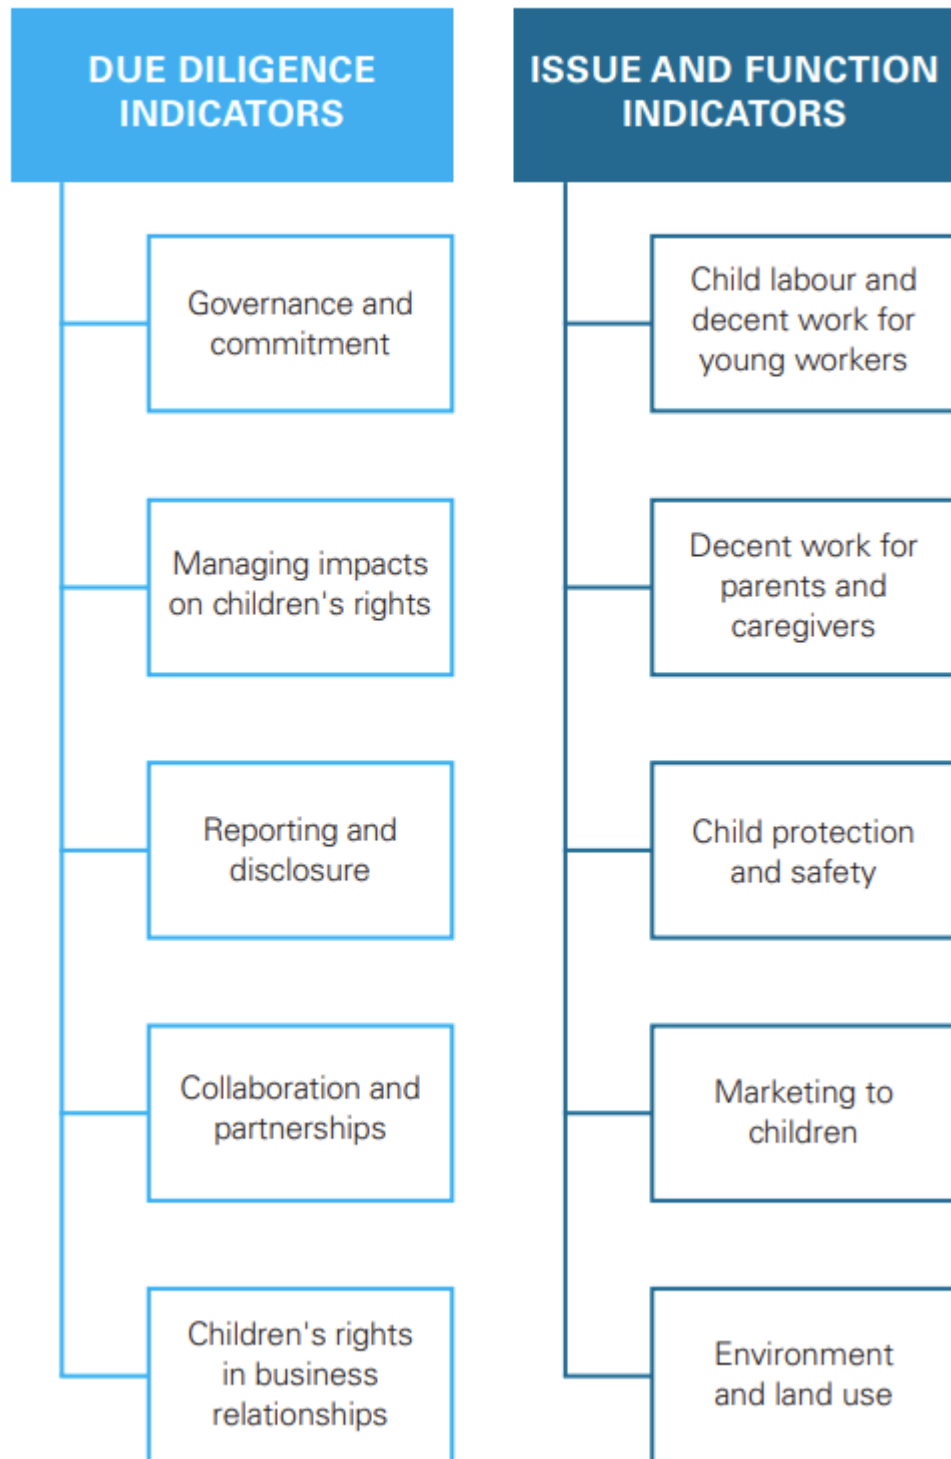 DUE DILIGENCE
INDICATORS
Governance and
commitment
Managing impacts
on children's rights
Reporting and
disclosure
Collaboration and
partnerships
Children's rights
in business
relationships
ISSUE AND FUNCTION
INDICATORS
Child labour and
decent work for
young workers
Decent work for
parents and
caregivers
Child protection
and safety
Marketing to
children
Environment
and land use